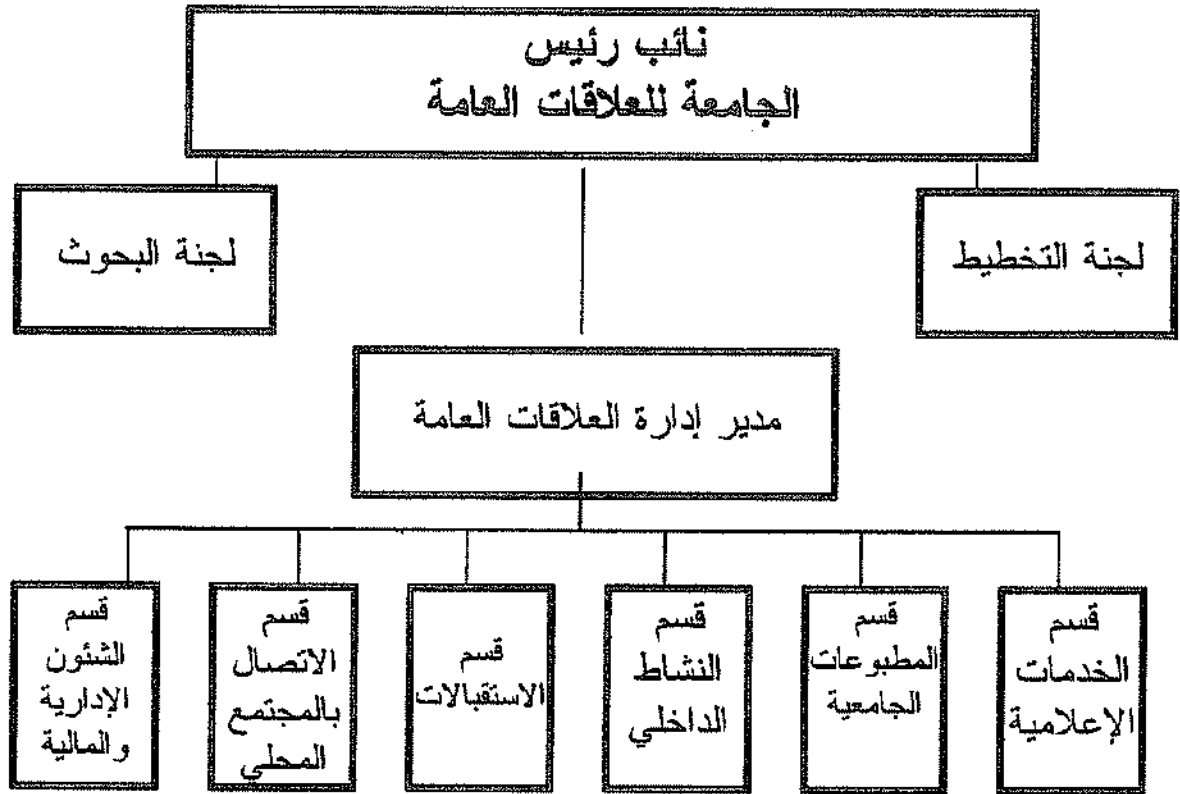 نائب رئيس
الجامعة للعلاقات العامة
لجنة التخطيط
لجنة البحوث
مدير إدارة العلاقات العامة
قسم
الخدمات
الإعلامية
قسم
المطبوعات
الجامعية
قسم
النشاط
الداخلي
قسم
الاستقبالات
قسم
الاتصال
بالمجتمع
المحلي
قسم
الشئون
الإدارية
والمالية